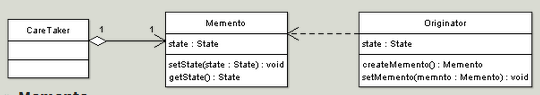 CareTaker
1
1
Memento
state : State
setState(state : State) : void
getState() : State
Originator
state : State
createMemento() : Memento
setMemento(memnto : Memento) : void
Memento